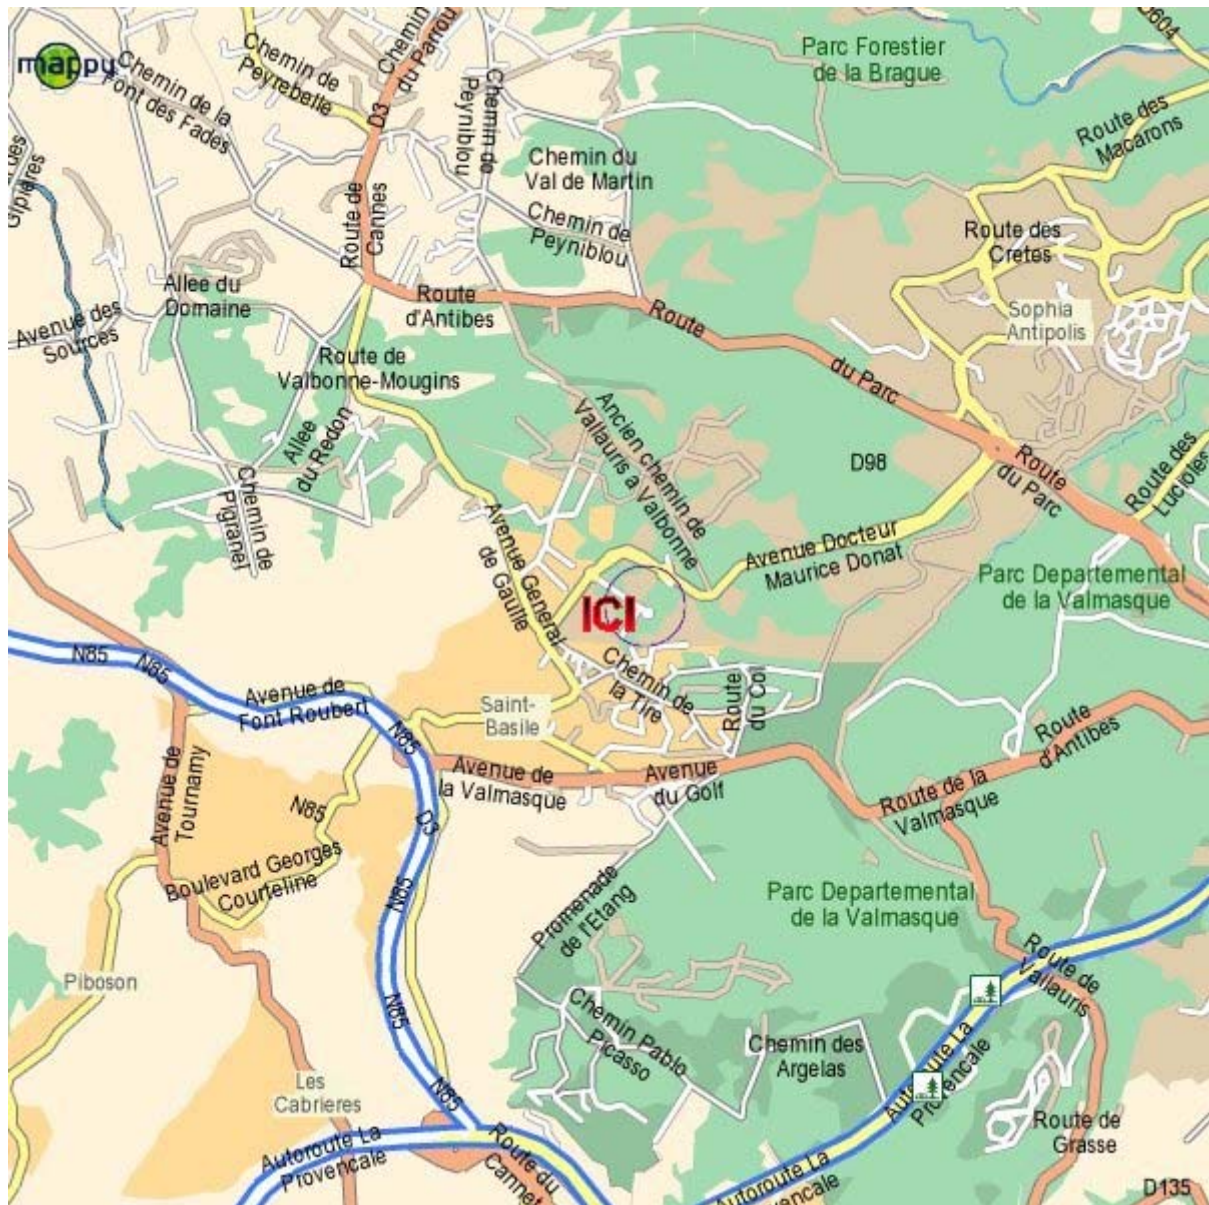 mappy
Chemin de
Peyrebelle
Chemin
du Parrou
Chemin de la
Font des Fades
D3
Chemin de
Peyniblou
Parc Forestier
de la Brague
D604
Route des
Macarons
Gipieres
Chemin du
Val de Martin
Chemin de
Peyniblou
Route de
Cannes
Route des
Cretes
Allee du
Domaine
Route
d'Antibes
Route
Sophia
Antipolis
Avenue des
Sources
Route de
Valbonne-Mougins
du Parc
Allee
du Redon
Ancien chemin de
Vallauris a Valbonne
D98
Route
du Parc
Route des
Lucioles
Chemin de
Pigranel
Avenue General
de Gaulle
Avenue Docteur
Maurice Donat
Parc Departemental
de la Valmasque
ICI
N85
N85
Avenue de
Font Roubert
Chemin de
la Tire
Route
du Col
Saint-
Basile
N85
Route
d'Antibes
Avenue de
Tournamy
Avenue de
la Valmasque
Avenue
du Golf
Route de la
Valmasque
N85
D3
Boulevard Georges
Courteline
N85
Promenade
de l'Etang
Parc Departemental
de la Valmasque
Piboson
Route de
Vallauris
N85
Chemin Pablo
Picasso
Chemin des
Argelas
Autoroute La
Provencale
Les
Cabrieres
N85
Route de
Grasse
Autoroute La
Provencale
Route du
Cannet
Autoroute La
Provencale
D135